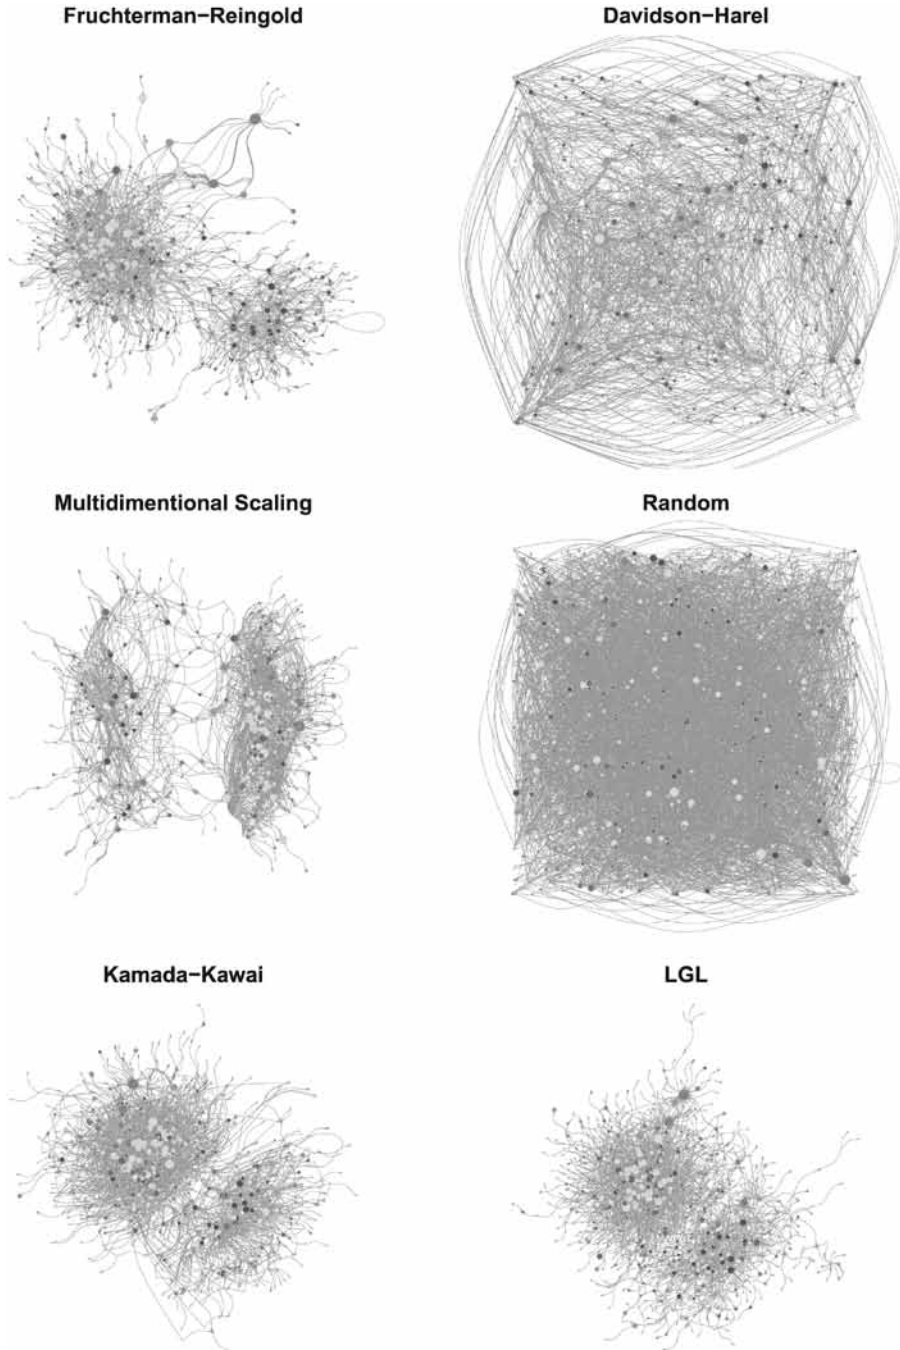 Fruchterman−Reingold
Davidson−Harel
Multidimentional Scaling
Random
Kamada−Kawai
LGL